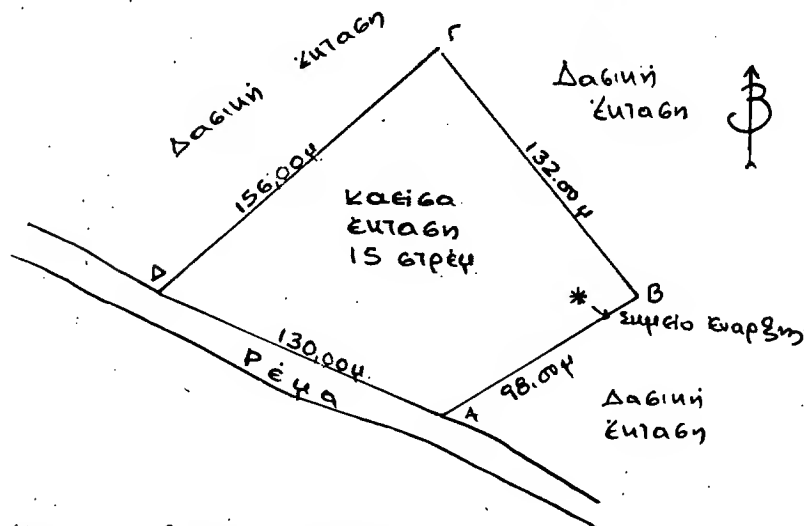 Γ
Δασική έκταση
Δασική
έκταση
Β
156,00μ
132.00μ
καείσα
έκταση
15 στρέμ
Δ
Β
*
Σημείο έναρξης
130,00μ
98.00μ
Ρέμα
Α
Δασική
έκταση